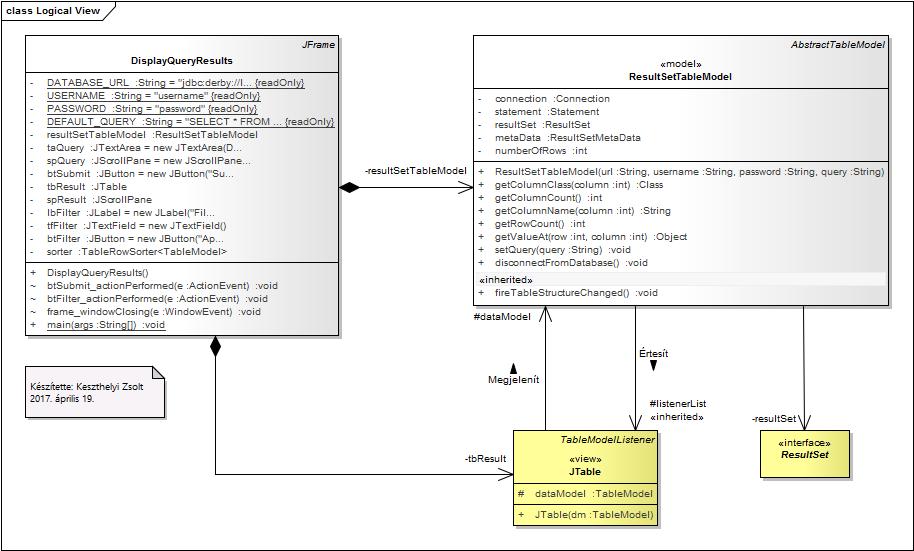 class Logical View
JFrame
DisplayQueryResults
- DATABASE_URL :String = "jdbc:derby://l... {readOnly}
- USERNAME :String = "username" {readOnly}
- PASSWORD :String = "password" {readOnly}
- DEFAULT_QUERY :String = "SELECT * FROM ... {readOnly}
- resultSetTableModel :ResultSetTableModel
- taQuery :JTextArea = new JTextArea(D...
- spQuery :JScrollPane = new JScrollPane...
- btSubmit :JButton = new JButton("Su...
- tbResult :JTable
- spResult :JScrollPane
- lbFilter :JLabel = new JLabel("Fil...
- tfFilter :JTextField = new JTextField()
- btFilter :JButton = new JButton("Ap...
- sorter :TableRowSorter<TableModel>
+ DisplayQueryResults()
~ btSubmit_actionPerformed(e :ActionEvent) :void
~ btFilter_actionPerformed(e :ActionEvent) :void
~ frame_windowClosing(e :WindowEvent) :void
+ main(args :String[]) :void
-resultSetTableModel
AbstractTableModel
«model»
ResultSetTableModel
- connection :Connection
- statement :Statement
- resultSet :ResultSet
- metaData :ResultSetMetaData
- numberOfRows :int
+ ResultSetTableModel(url :String, username :String, password :String, query :String)
+ getColumnClass(column :int) :Class
+ getColumnCount() :int
+ getColumnName(column :int) :String
+ getRowCount() :int
+ getValueAt(row :int, column :int) :Object
+ setQuery(query :String) :void
+ disconnectFromDatabase() :void
«inherited»
+ fireTableStructureChanged() :void
#dataModel
Megjelenít
Értesít
#listenerList
«inherited»
-resultSet
Készítette: Keszthelyi Zsolt
2017. április 19.
-tbResult
TableModelListener
«view»
JTable
# dataModel :TableModel
+ JTable(dm :TableModel)
«interface»
ResultSet